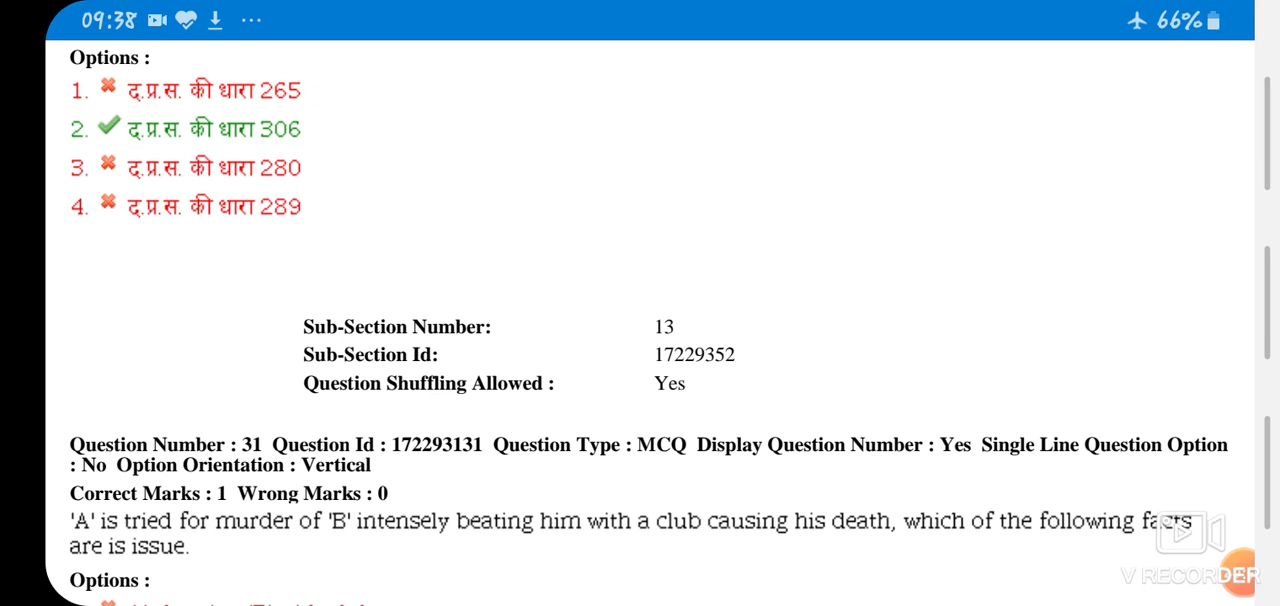 09:38 ... 66%
Options :
1. द.प्र.स. की धारा 265
2. द.प्र.स. की धारा 306
3. द.प्र.स. की धारा 280
4. द.प्र.स. की धारा 289
Sub-Section Number: 13
Sub-Section Id: 17229352
Question Shuffling Allowed : Yes
Question Number : 31 Question Id : 172293131 Question Type : MCQ Display Question Number : Yes Single Line Question Option
: No Option Orientation : Vertical
Correct Marks : 1 Wrong Marks : 0
'A' is tried for murder of 'B' intensely beating him with a club causing his death, which of the following facts
are is issue.
V RECORDER
Options :